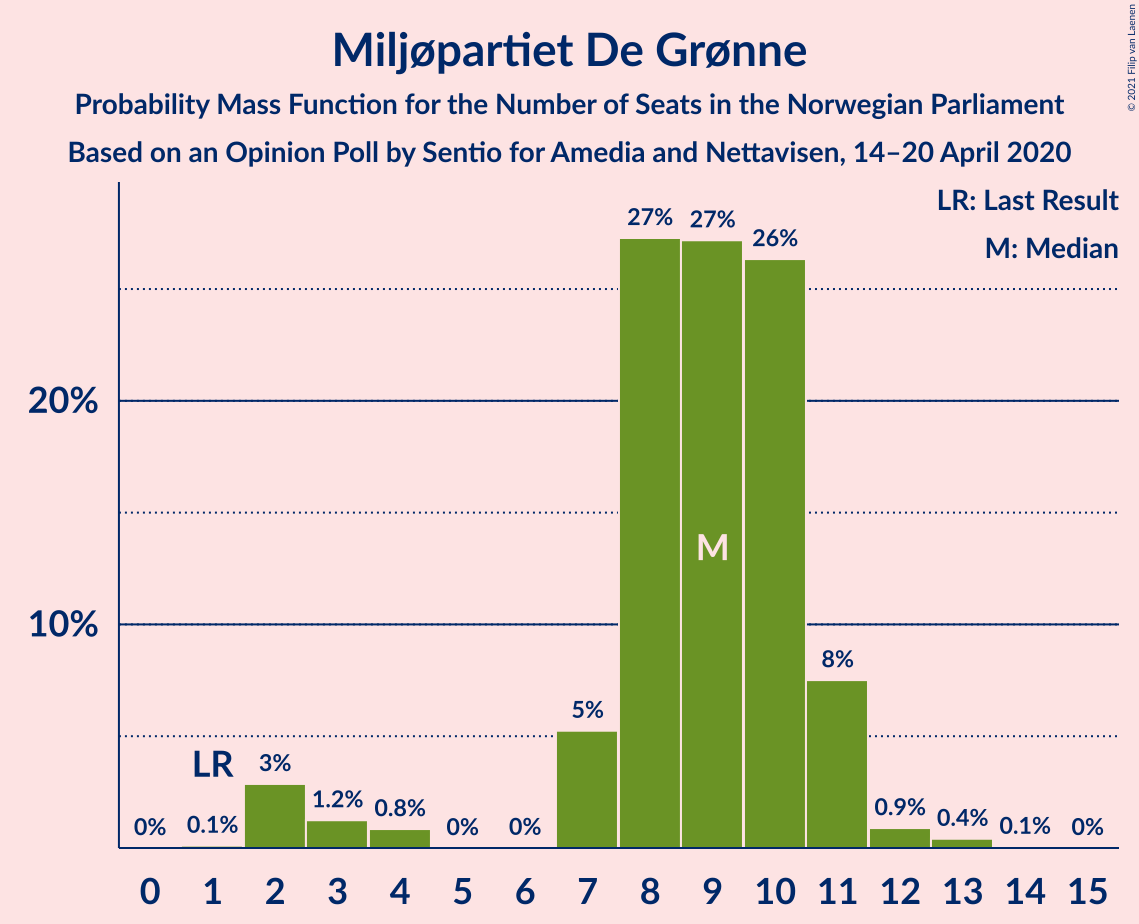 Miljøpartiet De Grønne
Probability Mass Function for the Number of Seats in the Norwegian Parliament
Based on an Opinion Poll by Sentio for Amedia and Nettavisen, 14–20 April 2020
© 2021 Filip van Laenen
LR: Last Result
M: Median
20%
10%
0% 0.1% 3% 1.2% 0.8% 0% 0% 5% 27% 27% 26% 8% 0.9% 0.4% 0.1% 0%
LR
M
0 1 2 3 4 5 6 7 8 9 10 11 12 13 14 15